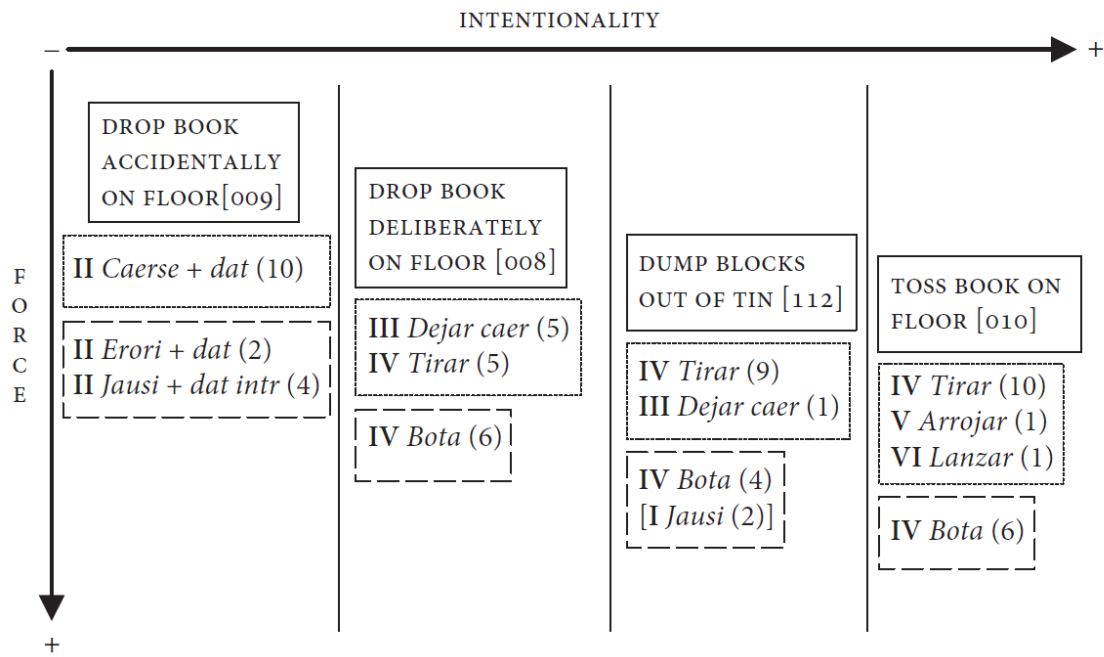 INTENTIONALITY
– +
FORCE
+
DROP BOOK
ACCIDENTALLY
ON FLOOR[009]
II Caerse + dat (10)
II Erori + dat (2)
II Jausi + dat intr (4)
DROP BOOK
DELIBERATELY
ON FLOOR [008]
III Dejar caer (5)
IV Tirar (5)
IV Bota (6)
DUMP BLOCKS
OUT OF TIN [112]
IV Tirar (9)
III Dejar caer (1)
IV Bota (4)
[I Jausi (2)]
TOSS BOOK ON
FLOOR [010]
IV Tirar (10)
V Arrojar (1)
VI Lanzar (1)
IV Bota (6)